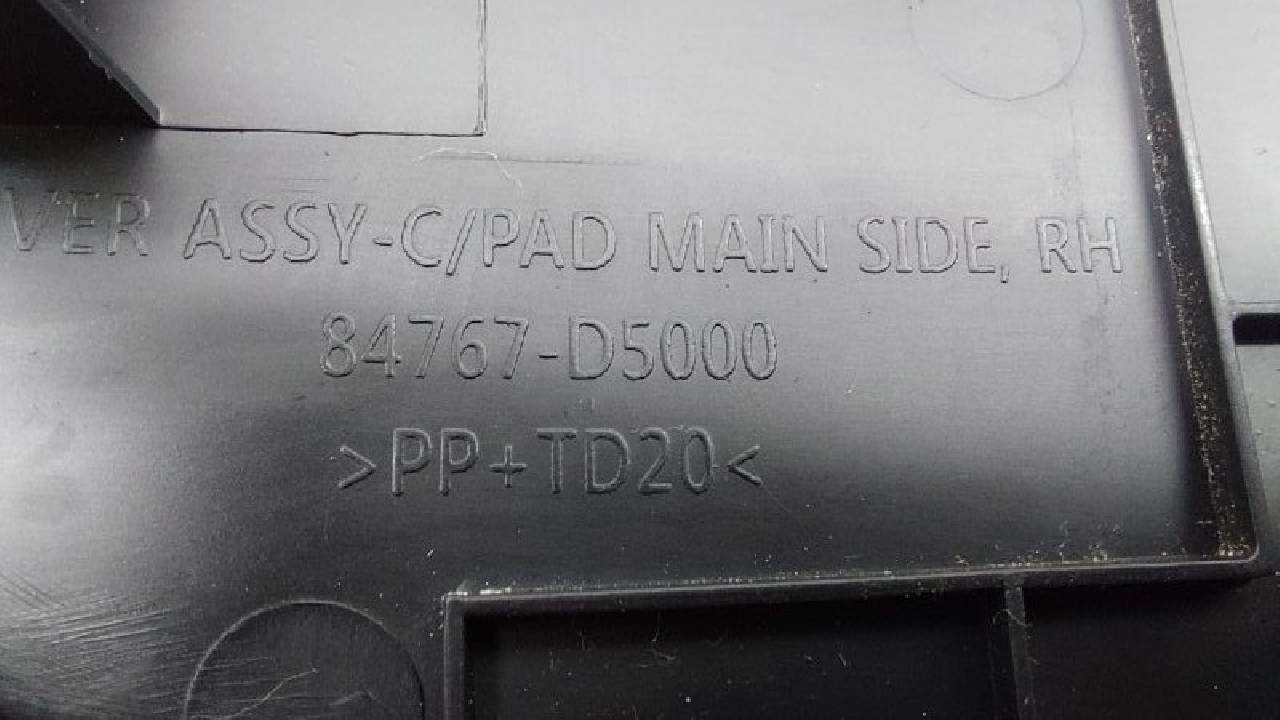 VER ASSY-C/PAD MAIN SIDE, RH
84767-D5000
>PP+TD20<